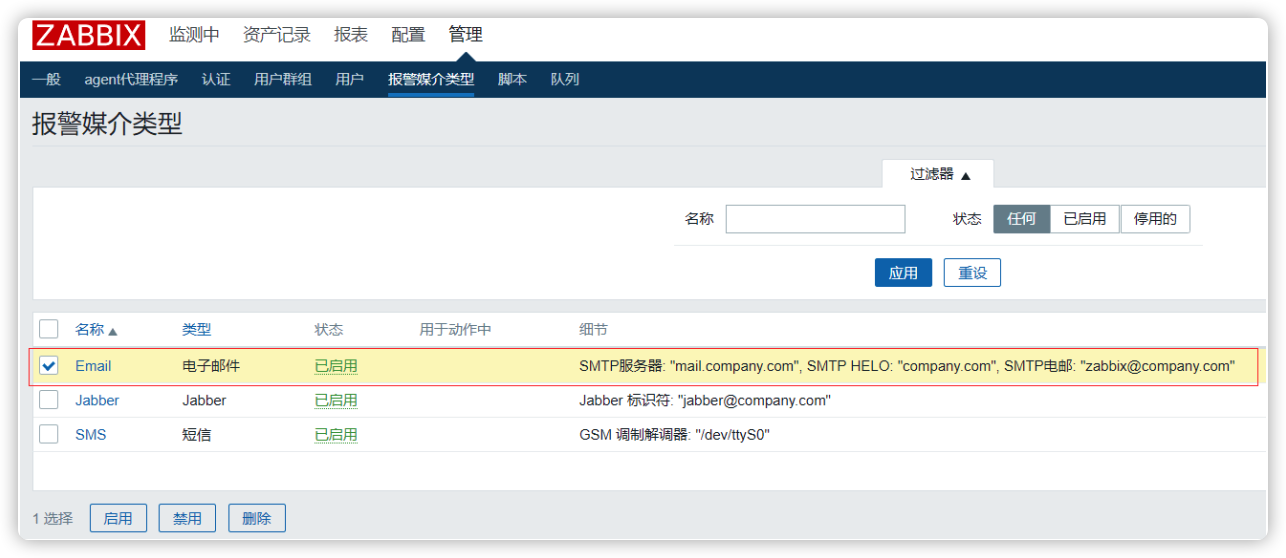 ZABBIX 监测中 资产记录 报表 配置 管理
一般 agent代理程序 认证 用户群组 用户 报警媒介类型 脚本 队列
报警媒介类型
过滤器 ▲
名称 状态 任何 已启用 停用的
应用 重设
名称 ▲ 类型 状态 用于动作中 细节
Email 电子邮件 已启用 SMTP服务器: "mail.company.com", SMTP HELO: "company.com", SMTP电邮: "zabbix@company.com"
Jabber Jabber 已启用 Jabber 标识符: "jabber@company.com"
SMS 短信 已启用 GSM 调制解调器: "/dev/ttyS0"
1 选择 启用 禁用 删除